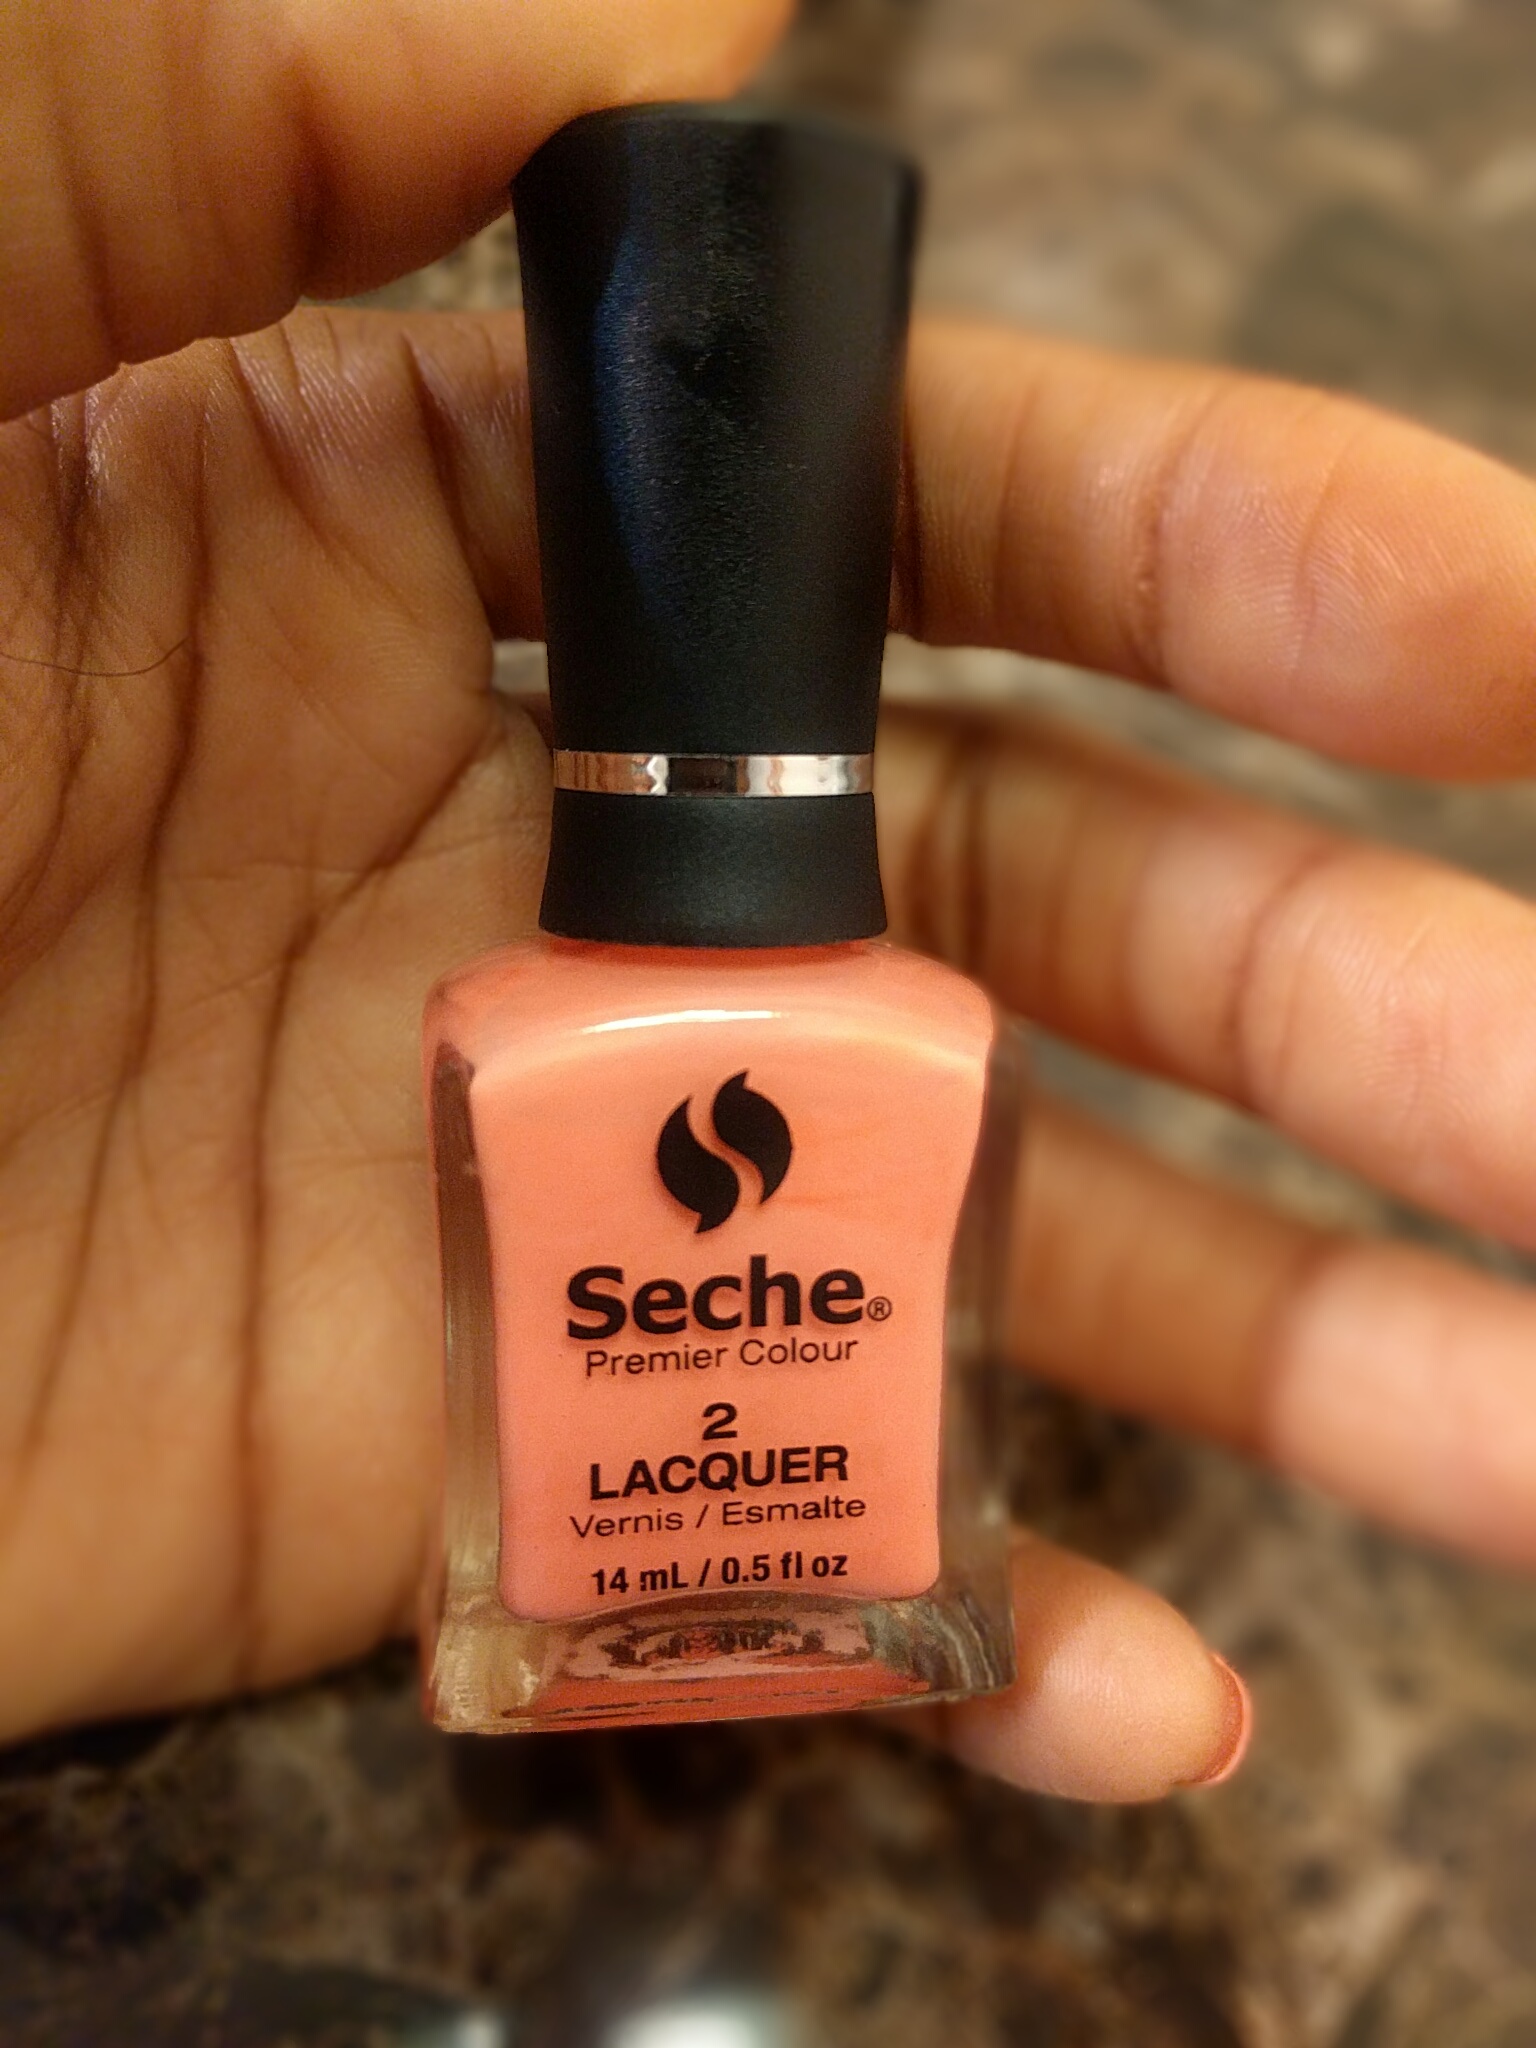 Seche®
Premier Colour
2
LACQUER
Vernis / Esmalte
14 mL / 0.5 fl oz